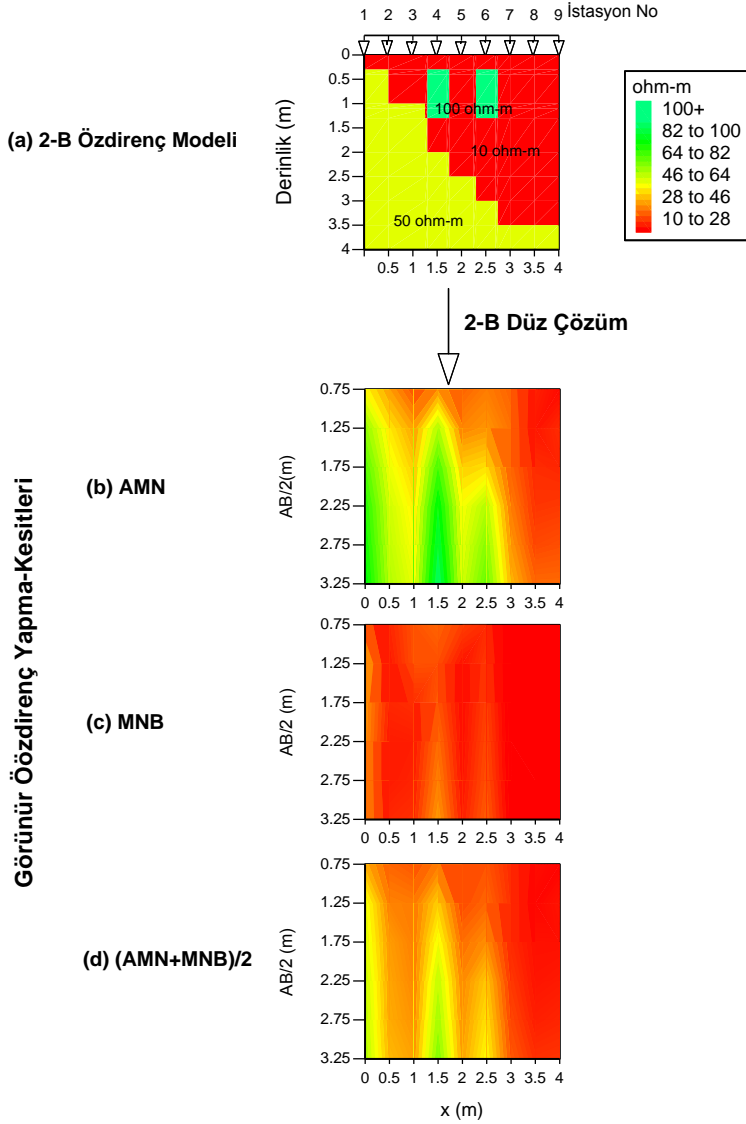 1 2 3 4 5 6 7 8 9 İstasyon No
(a) 2-B Özdirenç Modeli
Derinlik (m)
0
0.5
1
1.5
2
2.5
3
3.5
4
100 ohm-m
10 ohm-m
50 ohm-m
0.5 1 1.5 2 2.5 3 3.5 4
ohm-m
100+
82 to 100
64 to 82
46 to 64
28 to 46
10 to 28
2-B Düz Çözüm
Görünür Öözdirenç Yapma-Kesitleri
(b) AMN
AB/2(m)
0.75
1.25
1.75
2.25
2.75
3.25
0 0.5 1 1.5 2 2.5 3 3.5 4
(c) MNB
AB/2 (m)
0.75
1.25
1.75
2.25
2.75
3.25
0 0.5 1 1.5 2 2.5 3 3.5 4
(d) (AMN+MNB)/2
AB/2 (m)
0.75
1.25
1.75
2.25
2.75
3.25
0 0.5 1 1.5 2 2.5 3 3.5 4
x (m)